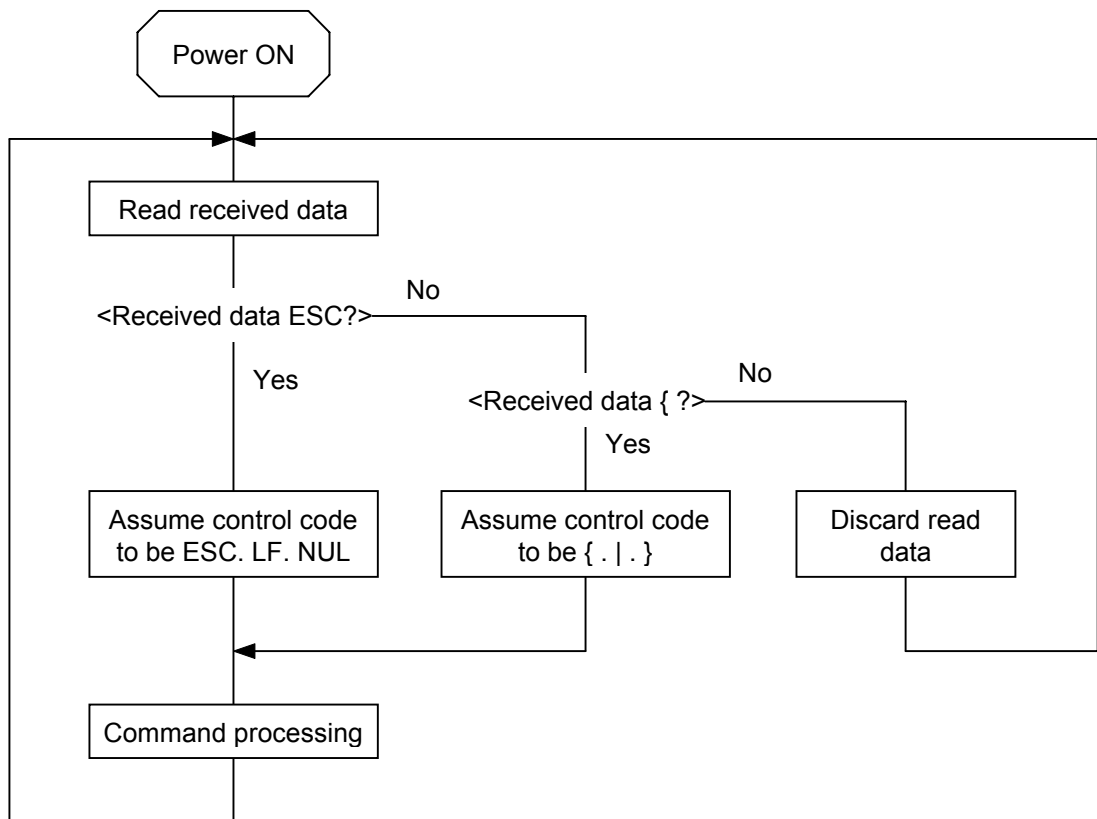 Power ON
Read received data
No
<Received data ESC?>
Yes
No
<Received data { ?>
Yes
Assume control code
to be ESC. LF. NUL
Assume control code
to be { . | . }
Discard read
data
Command processing